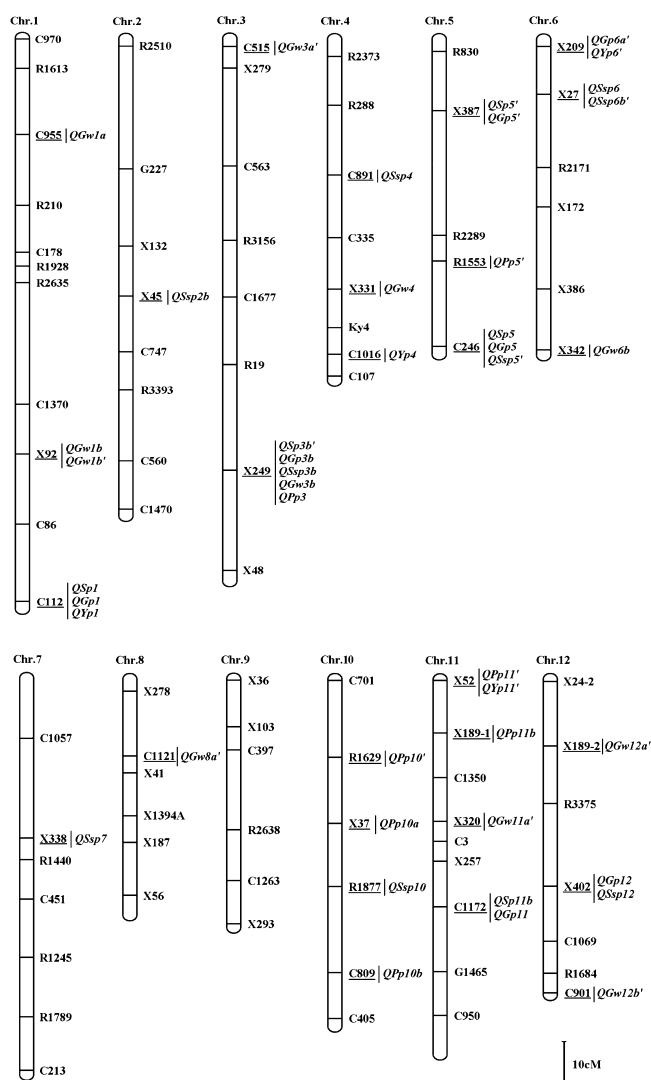 Chr.1
C970
R1613
C955 QGw1a
R210
C178
R1928
R2635
C1370
X92 QGw1b
QGw1b'
C86
C112 QSp1
QGp1
QYp1
Chr.2
R2510
G227
X132
X45 QSsp2b
C747
R3393
C560
C1470
Chr.3
C515 QGw3a'
X279
C563
R3156
C1677
R19
X249 QSp3b'
QGp3b
QSsp3b
QGw3b
QPp3
X48
Chr.4
R2373
R288
C891 QSsp4
C335
X331 QGw4
Ky4
C1016 QYp4
C107
Chr.5
R830
X387 QSp5'
QGp5'
R2289
R1553 QPp5'
C246 QSp5
QGp5
QSsp5'
Chr.6
X209 QGp6a'
QYp6'
X27 QSsp6
QSsp6b'
R2171
X172
X386
X342 QGw6b
Chr.7
C1057
X338 QSsp7
R1440
C451
R1245
R1789
C213
Chr.8
X278
C1121 QGw8a'
X41
X1394A
X187
X56
Chr.9
X36
X103
C397
R2638
C1263
X293
Chr.10
C701
R1629 QPp10'
X37 QPp10a
R1877 QSsp10
C809 QPp10b
C405
Chr.11
X52 QPp11'
QYp11'
X189-1 QPp11b
C1350
X320 QGw11a'
C3
X257
C1172 QSp11b
QGp11
G1465
C950
Chr.12
X24-2
X189-2 QGw12a'
R3375
X402 QGp12
QSsp12
C1069
R1684
C901 QGw12b'
10cM